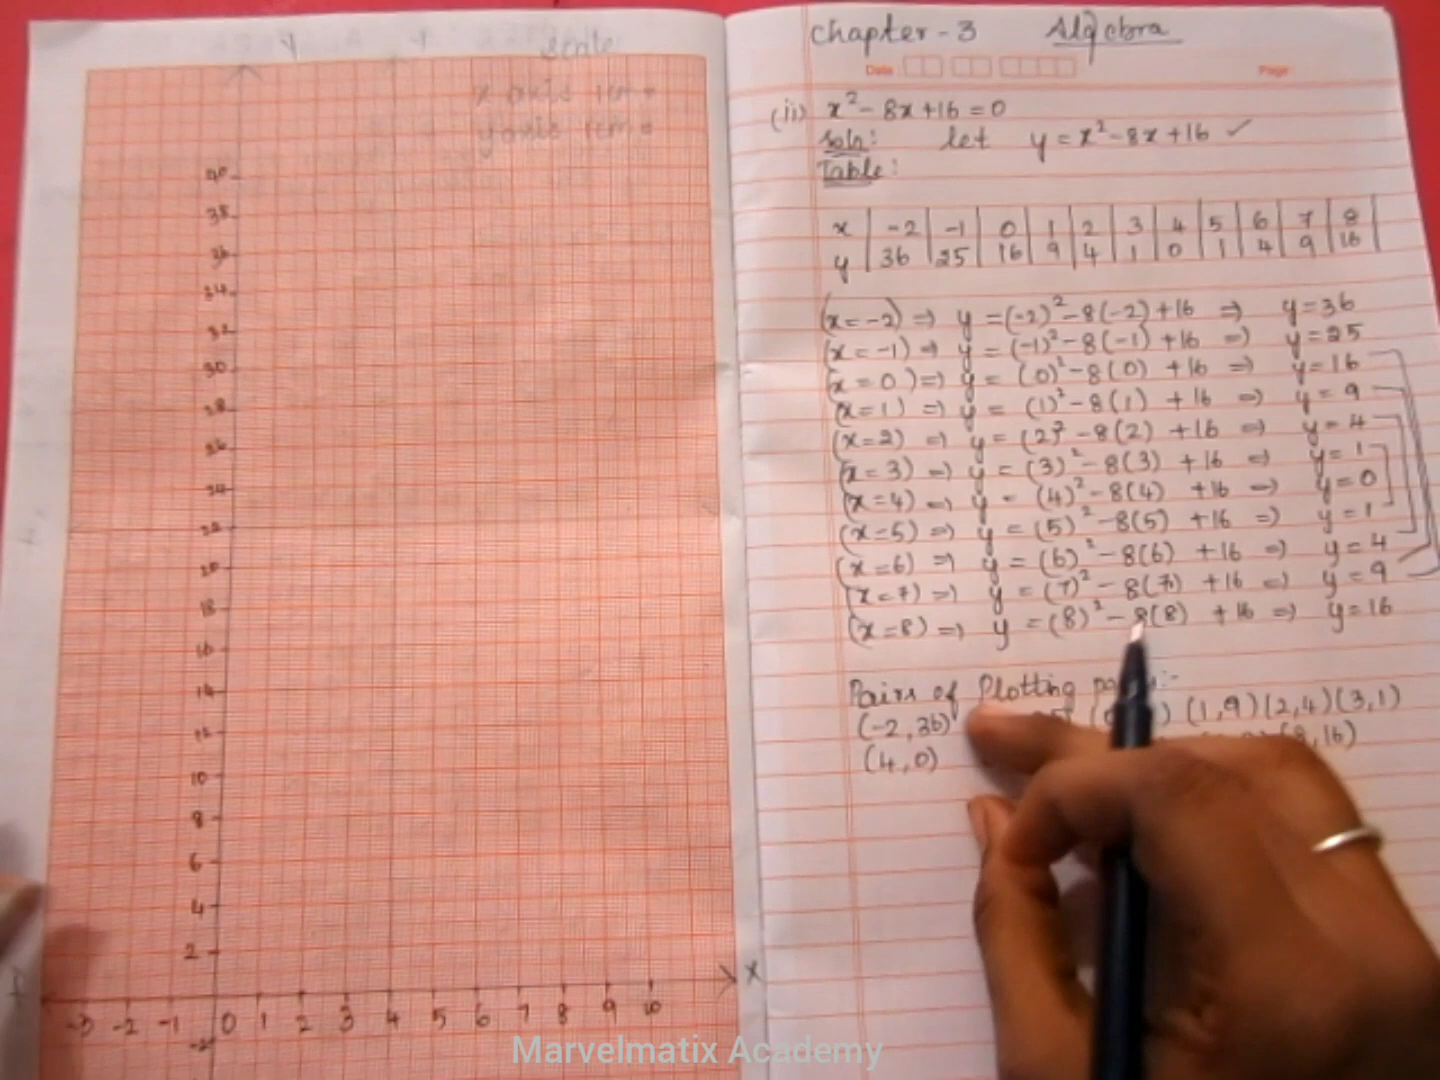 scale
x axis 1cm =
y axis 1cm =
y
40
38
36
34
32
30
28
26
24
22
20
18
16
14
12
10
8
6
4
2
-3 -2 -1 0 1 2 3 4 5 6 7 8 9 10
-2
x
chapter - 3 Algebra
Date Page
(ii) x² - 8x + 16 = 0
soln: let y = x² - 8x + 16 ✓
Table:
x | -2 | -1 | 0 | 1 | 2 | 3 | 4 | 5 | 6 | 7 | 8 |
y | 36 | 25 | 16 | 9 | 4 | 1 | 0 | 1 | 4 | 9 | 16 |
(x = -2) ⇒ y = (-2)² - 8(-2) + 16 ⇒ y = 36
(x = -1) ⇒ y = (-1)² - 8(-1) + 16 ⇒ y = 25
(x = 0) ⇒ y = (0)² - 8(0) + 16 ⇒ y = 16
(x = 1) ⇒ y = (1)² - 8(1) + 16 ⇒ y = 9
(x = 2) ⇒ y = (2)² - 8(2) + 16 ⇒ y = 4
(x = 3) ⇒ y = (3)² - 8(3) + 16 ⇒ y = 1
(x = 4) ⇒ y = (4)² - 8(4) + 16 ⇒ y = 0
(x = 5) ⇒ y = (5)² - 8(5) + 16 ⇒ y = 1
(x = 6) ⇒ y = (6)² - 8(6) + 16 ⇒ y = 4
(x = 7) ⇒ y = (7)² - 8(7) + 16 ⇒ y = 9
(x = 8) ⇒ y = (8)² - 8(8) + 16 ⇒ y = 16
Pairs of Plotting
(-2, 36) (1, 9) (2, 4) (3, 1)
(4, 0) 16)
Marvelmatix Academy